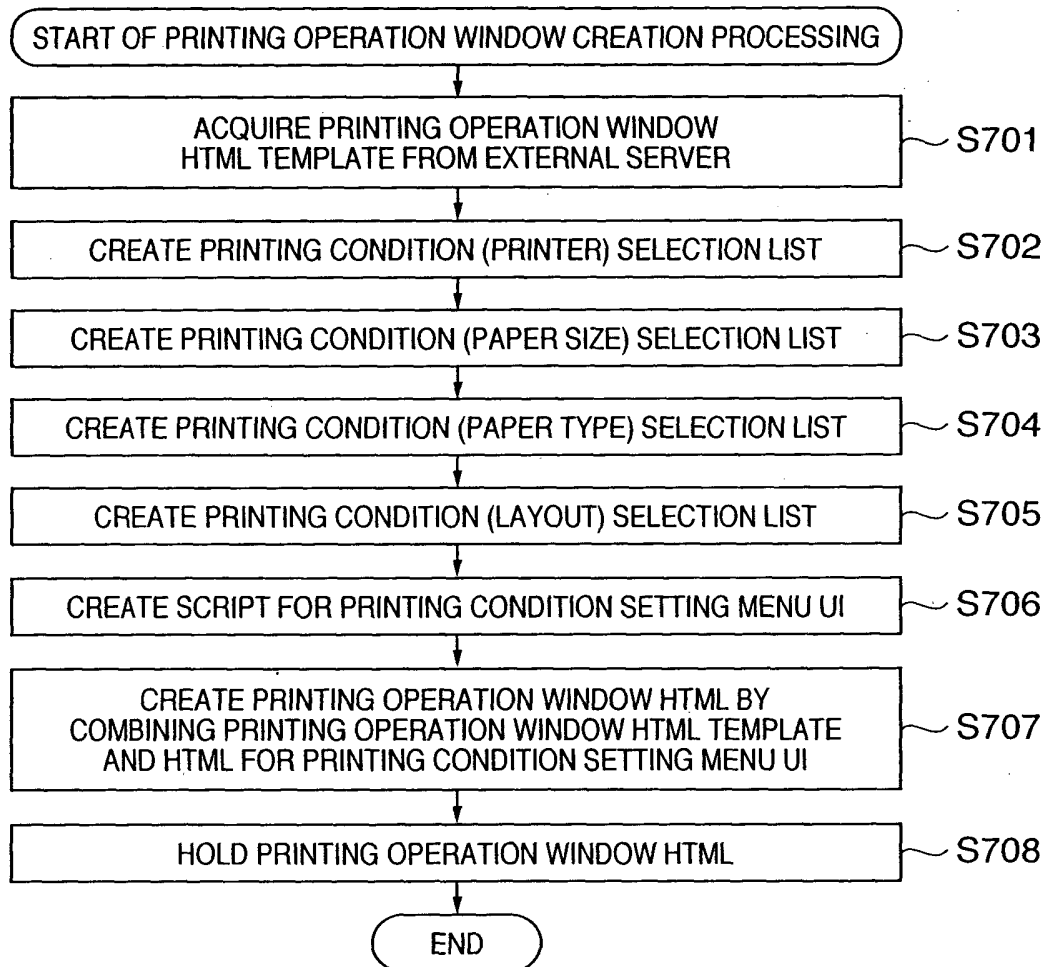 START OF PRINTING OPERATION WINDOW CREATION PROCESSING
ACQUIRE PRINTING OPERATION WINDOW
HTML TEMPLATE FROM EXTERNAL SERVER
S701
CREATE PRINTING CONDITION (PRINTER) SELECTION LIST
S702
CREATE PRINTING CONDITION (PAPER SIZE) SELECTION LIST
S703
CREATE PRINTING CONDITION (PAPER TYPE) SELECTION LIST
S704
CREATE PRINTING CONDITION (LAYOUT) SELECTION LIST
S705
CREATE SCRIPT FOR PRINTING CONDITION SETTING MENU UI
S706
CREATE PRINTING OPERATION WINDOW HTML BY
COMBINING PRINTING OPERATION WINDOW HTML TEMPLATE
AND HTML FOR PRINTING CONDITION SETTING MENU UI
S707
HOLD PRINTING OPERATION WINDOW HTML
S708
END